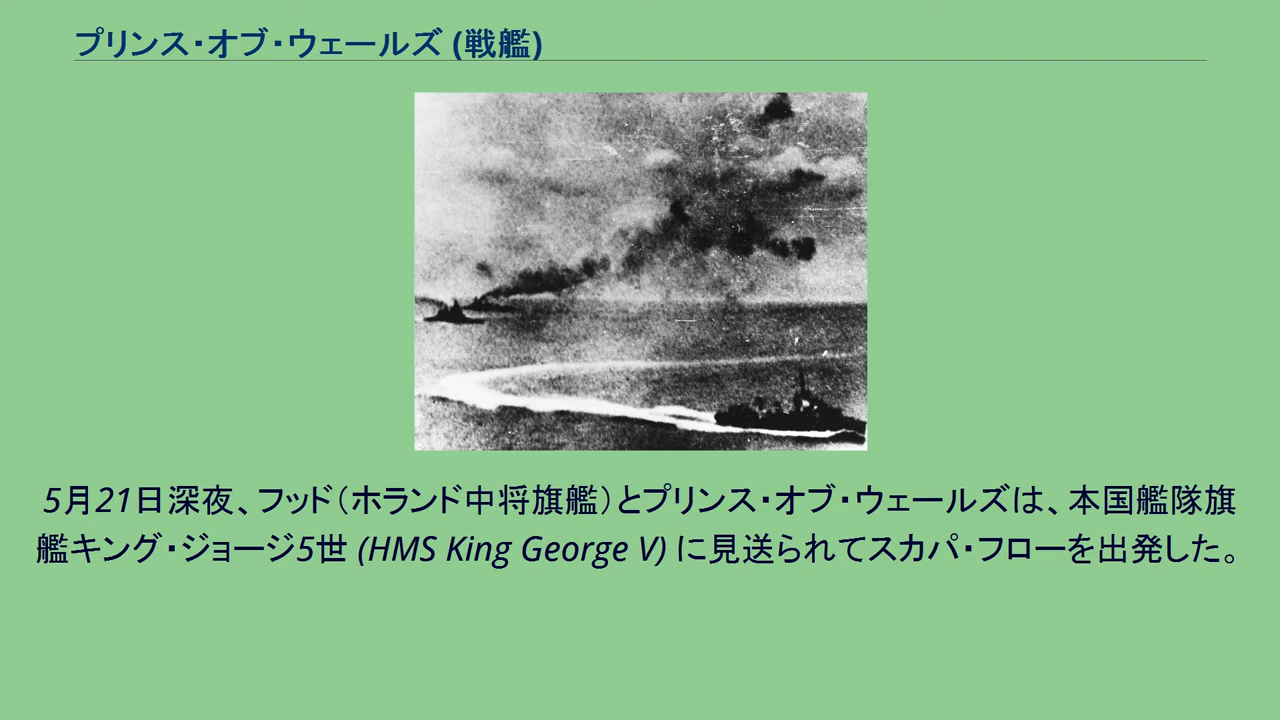 プリンス・オブ・ウェールズ (戦艦)
5月21日深夜、フッド（ホランド中将旗艦）とプリンス・オブ・ウェールズは、本国艦隊旗
艦キング・ジョージ5世 (HMS King George V) に見送られてスカパ・フローを出発した。